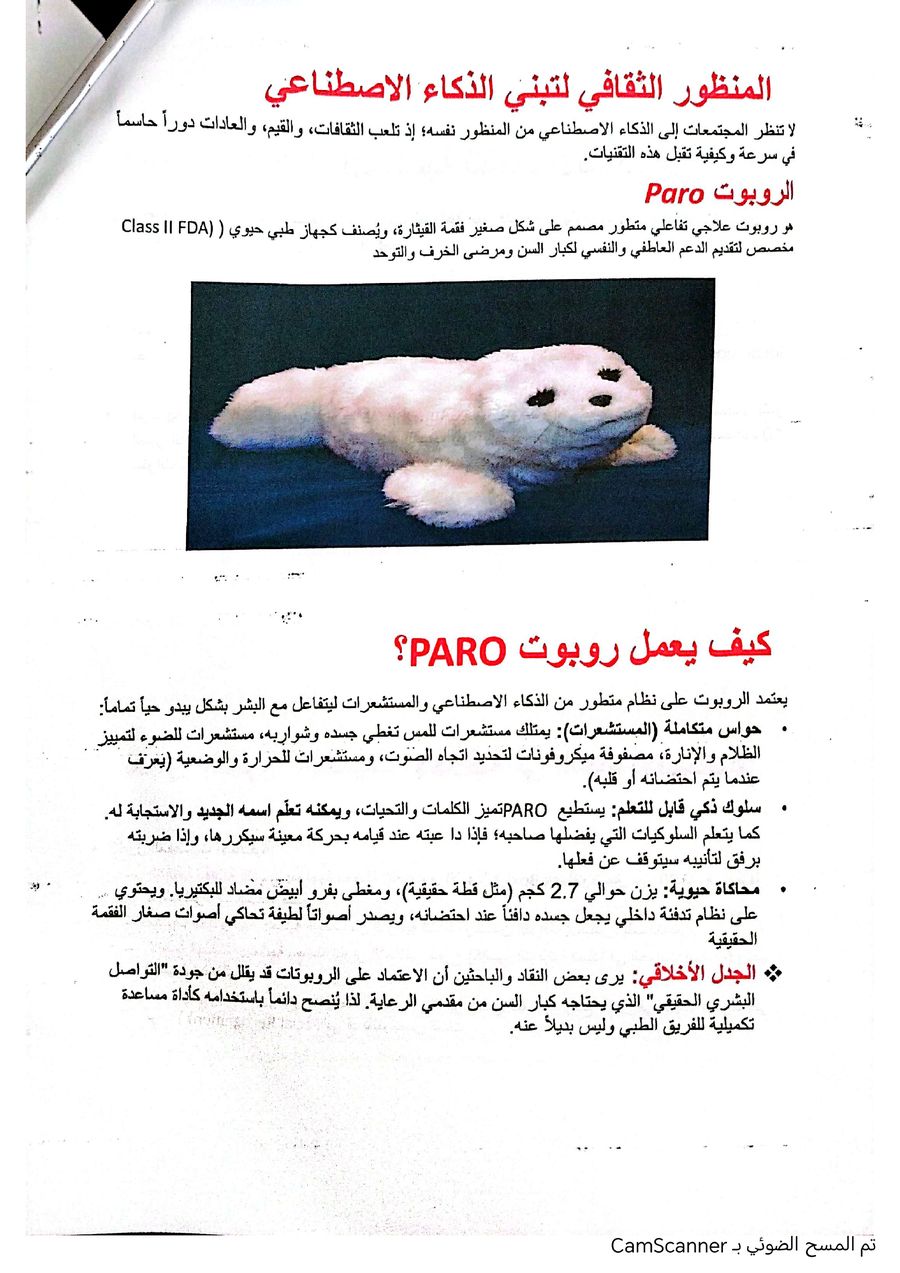 المنظور الثقافي لتبني الذكاء الاصطناعي
لا تنظر المجتمعات إلى الذكاء الاصطناعي من المنظور نفسه؛ إذ تلعب الثقافات، والقيم، والعادات دوراً حاسماً
في سرعة وكيفية تقبل هذه التقنيات.
الروبوت Paro
هو روبوت علاجي تفاعلي متطور مصمم على شكل صغير فقمة القيثارة، ويُصنف كجهاز طبي حيوي ( (Class II FDA
مخصص لتقديم الدعم العاطفي والنفسي لكبار السن ومرضى الخرف والتوحد
كيف يعمل روبوت PARO؟
يعتمد الروبوت على نظام متطور من الذكاء الاصطناعي والمستشعرات ليتفاعل مع البشر بشكل يبدو حياً تماماً:
• حواس متكاملة (المستشعرات): يمتلك مستشعرات للمس تغطي جسده وشواربه، مستشعرات للضوء لتمييز
الظلام والإنارة، مصفوفة ميكروفونات لتحديد اتجاه الصوت، ومستشعرات للحرارة والوضعية (يَعرف
عندما يتم احتضانه أو قلبه).
• سلوك ذكي قابل للتعلم: يستطيع PAROتميز الكلمات والتحيات، ويمكنه تعلّم اسمه الجديد والاستجابة له.
كما يتعلم السلوكيات التي يفضلها صاحبه؛ فإذا دا عبته عند قيامه بحركة معينة سيكررها، وإذا ضربته
برفق لتأنيبه سيتوقف عن فعلها.
• محاكاة حيوية: يزن حوالي 2.7 كجم (مثل قطة حقيقية)، ومغطى بفرو أبيض مضاد للبكتيريا. ويحتوي
على نظام تدفئة داخلي يجعل جسده دافئاً عند احتضانه، ويصدر أصواتاً لطيفة تحاكي أصوات صغار الفقمة
الحقيقية
❖ الجدل الأخلاقي: يرى بعض النقاد والباحثين أن الاعتماد على الروبوتات قد يقلل من جودة "التواصل
البشري الحقيقي" الذي يحتاجه كبار السن من مقدمي الرعاية. لذا يُنصح دائماً باستخدامه كأداة مساعدة
تكميلية للفريق الطبي وليس بديلاً عنه.
تم المسح الضوئي بـ CamScanner